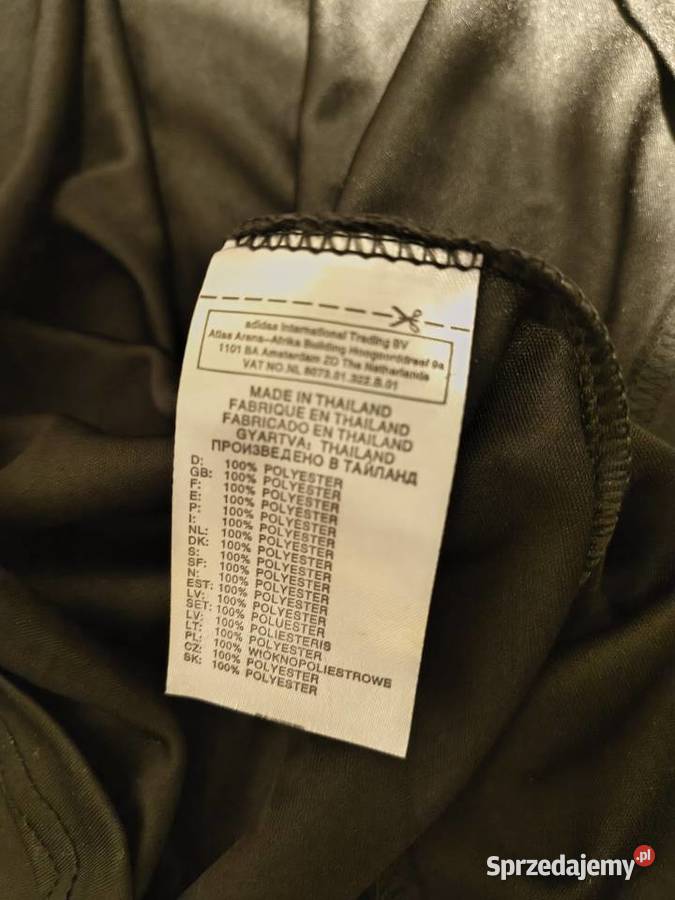 adidas International Trading BV
Atlas Arena-Afrika Building Hoogoorddreef 9a
1101 BA Amsterdam ZO The Netherlands
VAT NO.NL 8073.01.322.B.01
MADE IN THAILAND
FABRIQUE EN THAILAND
FABRICADO EN THAILAND
GYARTVA: THAILAND
ПРОИЗВЕДЕНО В ТАЙЛАНД
D: 100% POLYESTER
GB: 100% POLYESTER
F: 100% POLYESTER
E: 100% POLYESTER
P: 100% POLYESTER
I: 100% POLYESTER
NL: 100% POLYESTER
DK: 100% POLYESTER
S: 100% POLYESTER
SF: 100% POLYESTER
N: 100% POLYESTER
EST: 100% POLYESTER
LV: 100% POLYESTER
SET: 100% POLUESTER
LV: 100% POLIESTERIS
LT: 100% POLYESTER
PL: 100% WIOKNOPOLIESTROWE
CZ: 100% POLYESTER
SK: 100% POLYESTER
Sprzedajemy.pl